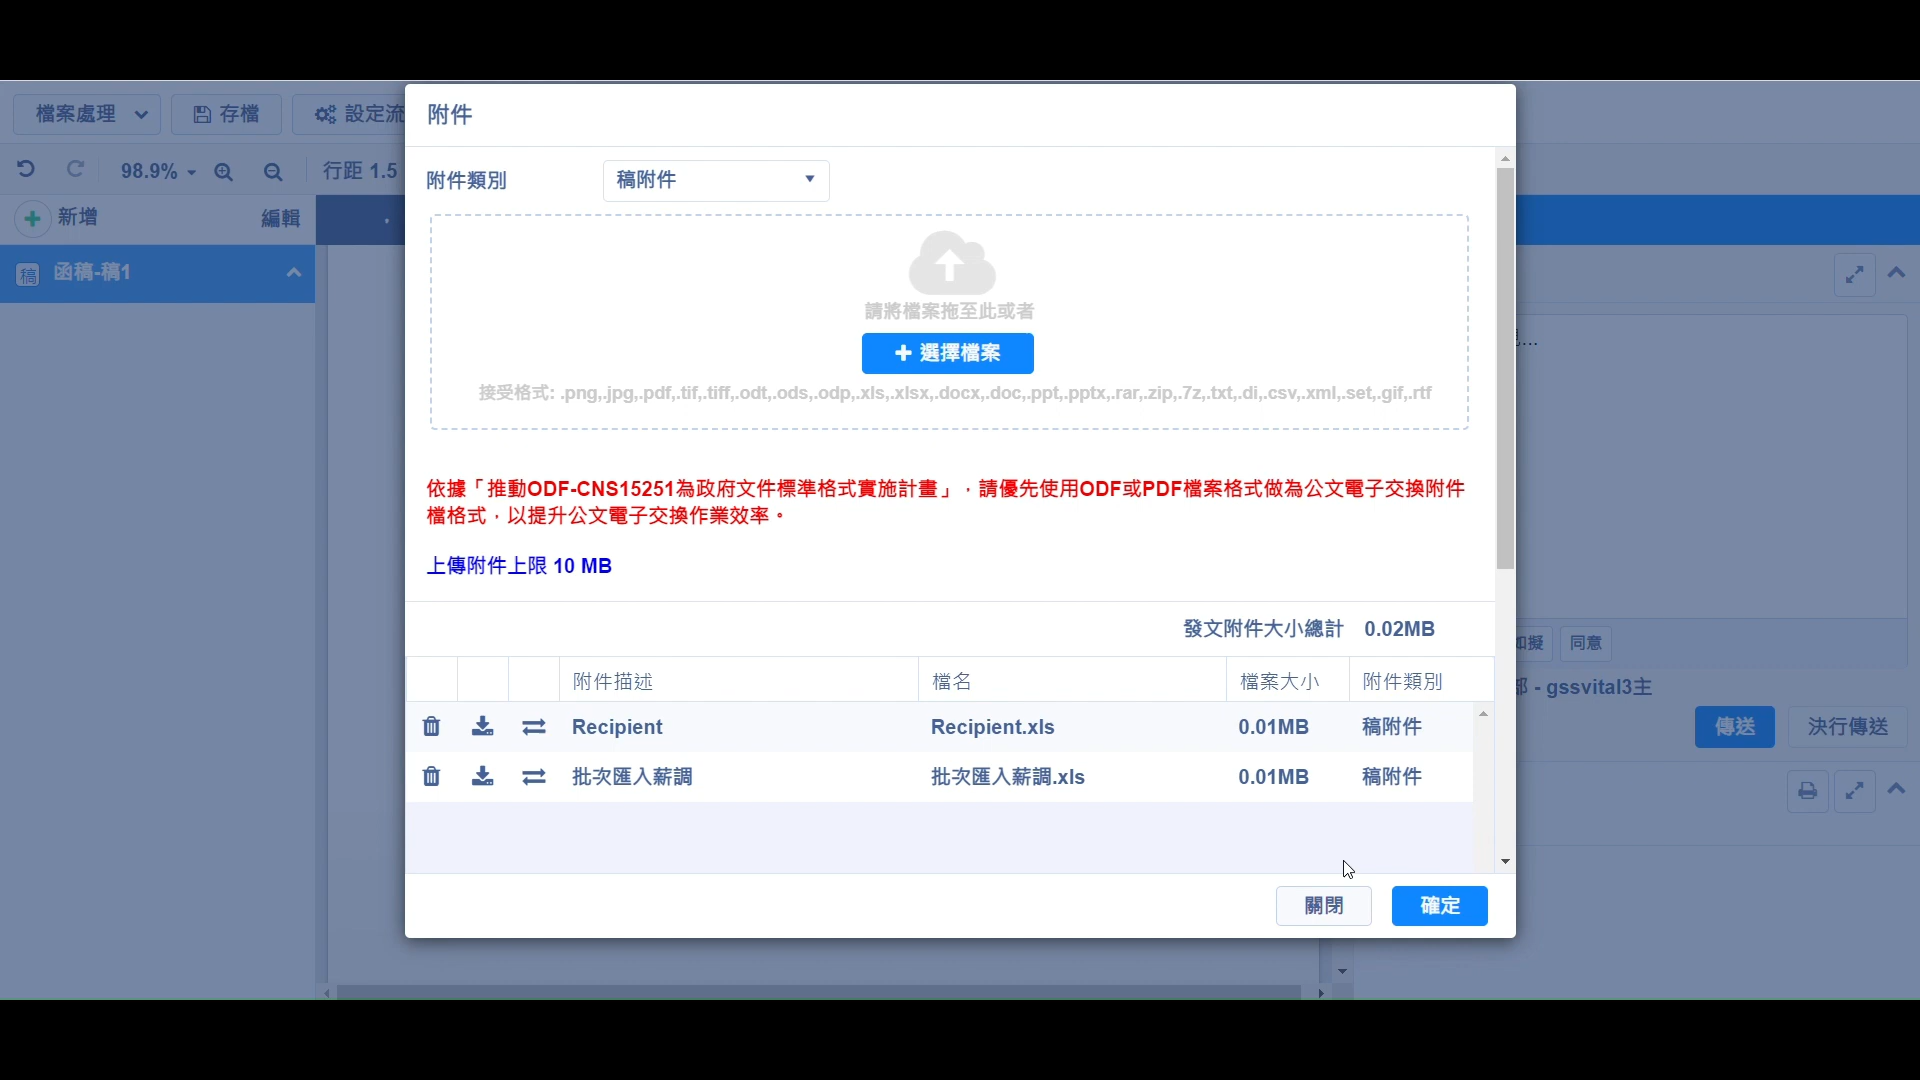 檔案處理
存檔
設定流
98.9%
行距 1.5
新增
編輯
稿
函稿-稿1
附件
附件類別
稿附件
請將檔案拖至此或者
選擇檔案
接受格式: .png,.jpg,.pdf,.tif,.tiff,.odt,.ods,.odp,.xls,.xlsx,.docx,.doc,.ppt,.pptx,.rar,.zip,.7z,.txt,.di,.csv,.xml,.set,.gif,.rtf
依據「推動ODF-CNS15251為政府文件標準格式實施計畫」，請優先使用ODF或PDF檔案格式做為公文電子交換附件
檔格式，以提升公文電子交換作業效率。
上傳附件上限 10 MB
發文附件大小總計 0.02MB
附件描述 檔名 檔案大小 附件類別
Recipient Recipient.xls 0.01MB 稿附件
批次匯入薪調 批次匯入薪調.xls 0.01MB 稿附件
關閉
確定
...
如擬
同意
部 - gssvital3主
傳送
決行傳送